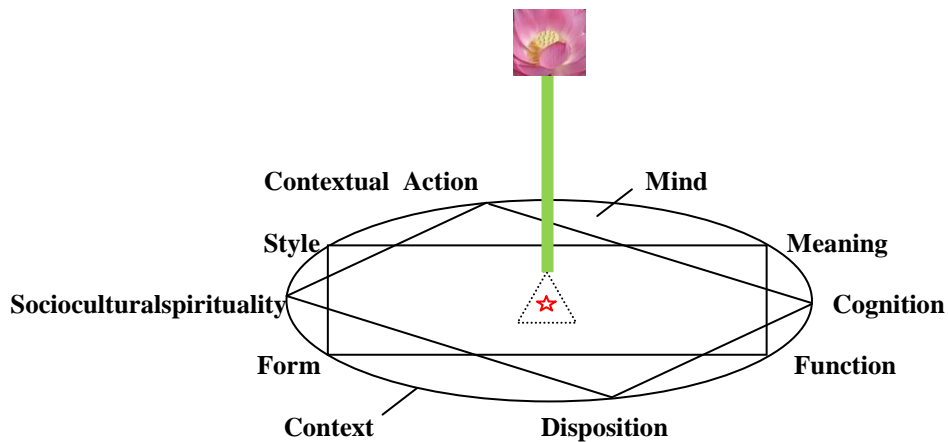 Contextual Action
Mind
Style
Meaning
Socioculturalspirituality
Cognition
Form
Function
Context
Disposition